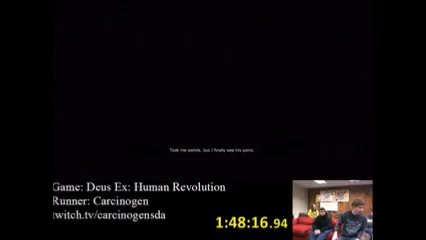 Took me awhile, but I finally see his point.
Game: Deus Ex: Human Revolution
Runner: Carcinogen
twitch.tv/carcinogensda
1:48:16.94